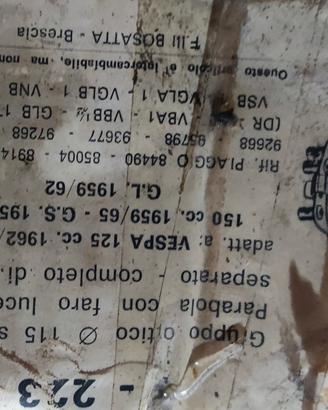 - 223
Gruppo ottico Ø 115 s
Parabola con faro luce
separato - completo di.
adatt. a: VESPA 125 cc. 1962/
150 cc. 1959/65 - G.S. 195
G.L. 1959/62
Rif. PIAGGIO 84490 - 85004 - 8914
92688 95798 - 93677 - 97268
(DR VBA1 - VBB½ - GLB 1
VSB VGLA 1 - VGLB 1 - VNB
Questo articolo è intercambiabile, ma non
F.lli BOSATTA - Brescia